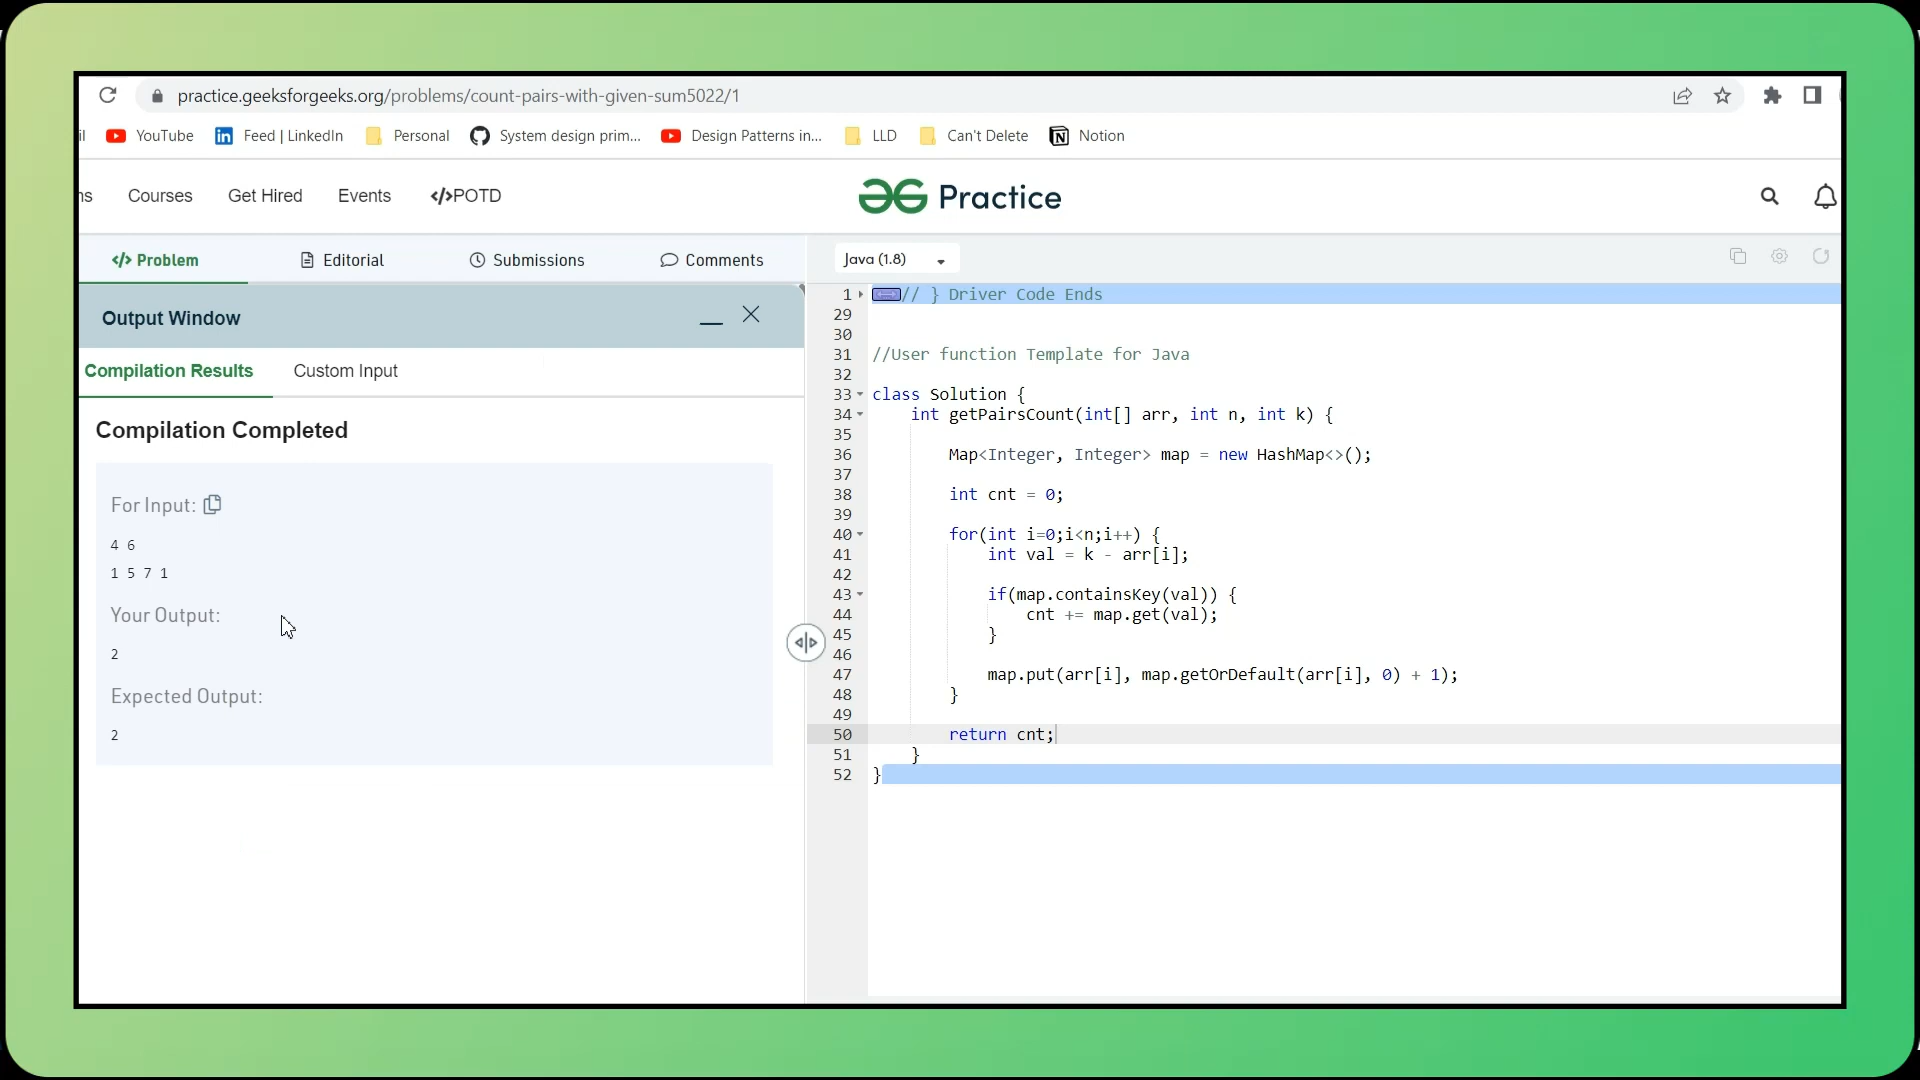 practice.geeksforgeeks.org/problems/count-pairs-with-given-sum5022/1
il YouTube Feed | LinkedIn Personal System design prim... Design Patterns in... LLD Can't Delete Notion
ns Courses Get Hired Events </>POTD Practice
</> Problem Editorial Submissions Comments
Java (1.8)
Output Window
Compilation Results Custom Input
Compilation Completed
For Input:
4 6
1 5 7 1
Your Output:
2
Expected Output:
2
1 // } Driver Code Ends
29
30
31 //User function Template for Java
32
33 class Solution {
34 int getPairsCount(int[] arr, int n, int k) {
35
36 Map<Integer, Integer> map = new HashMap<>();
37
38 int cnt = 0;
39
40 for(int i=0;i<n;i++) {
41 int val = k - arr[i];
42
43 if(map.containsKey(val)) {
44 cnt += map.get(val);
45 }
46
47 map.put(arr[i], map.getOrDefault(arr[i], 0) + 1);
48 }
49
50 return cnt;
51 }
52 }